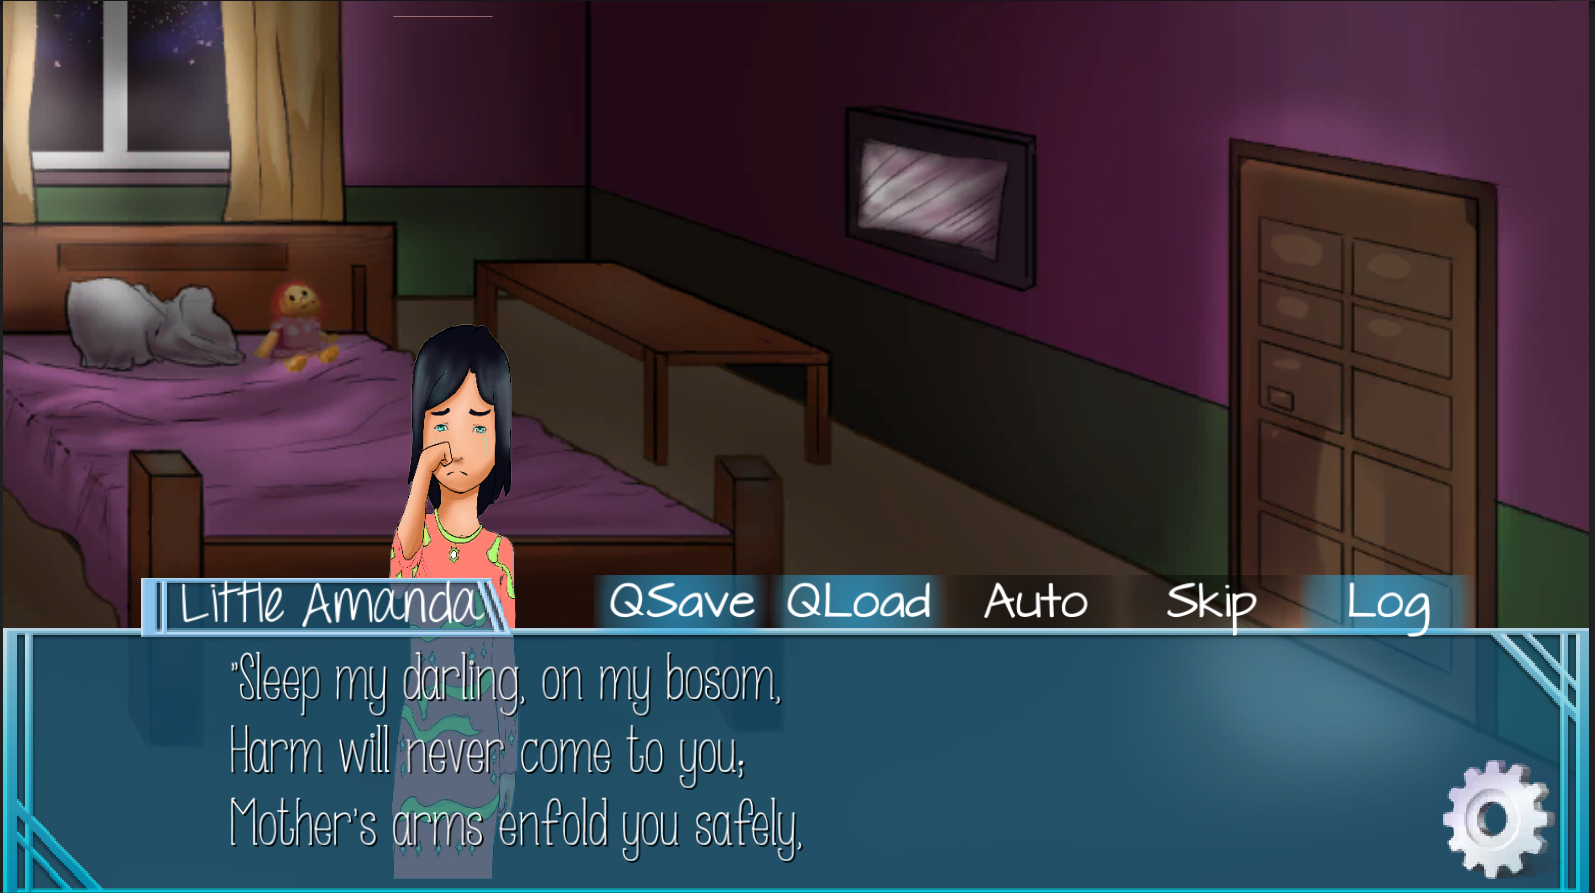 Little Amanda
QSave QLoad Auto Skip Log
"Sleep my darling, on my bosom,
Harm will never come to you;
Mother's arms enfold you safely,